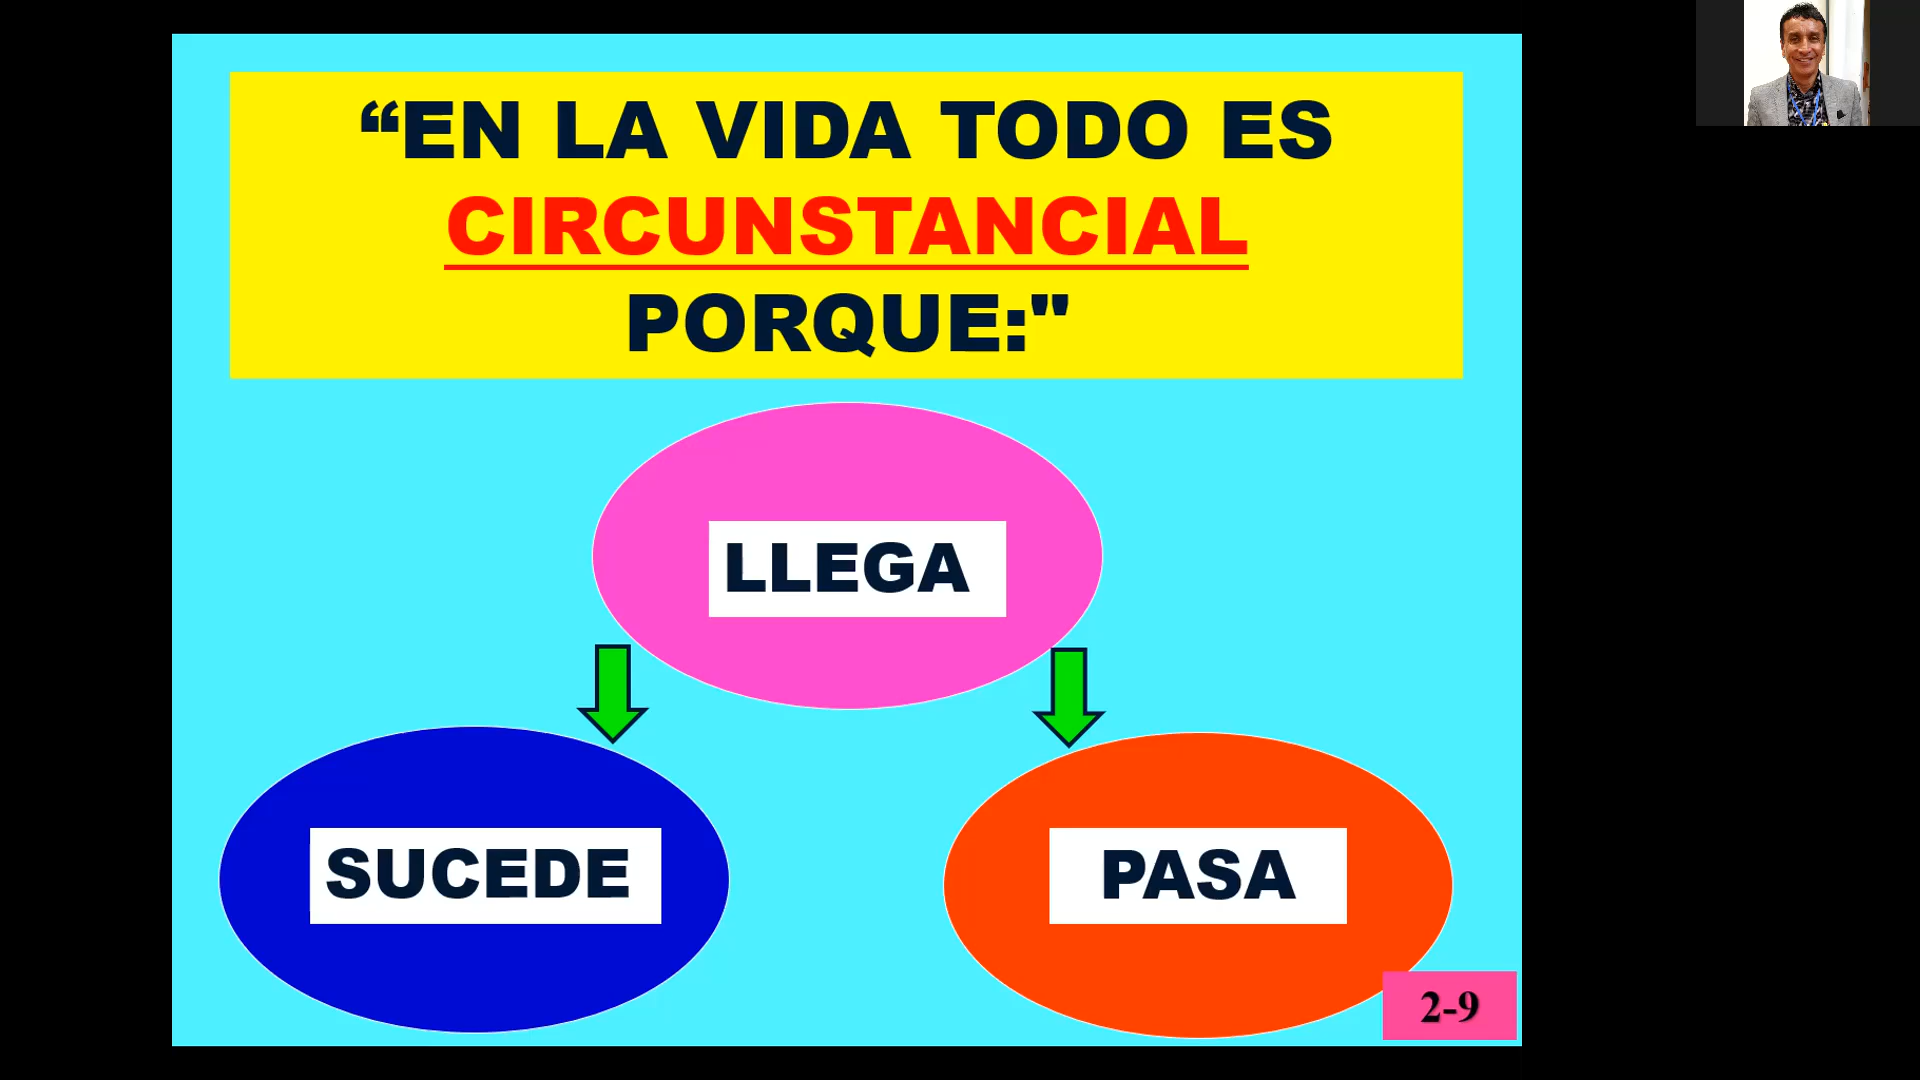 “EN LA VIDA TODO ES
CIRCUNSTANCIAL
PORQUE:"
LLEGA
SUCEDE
PASA
2-9